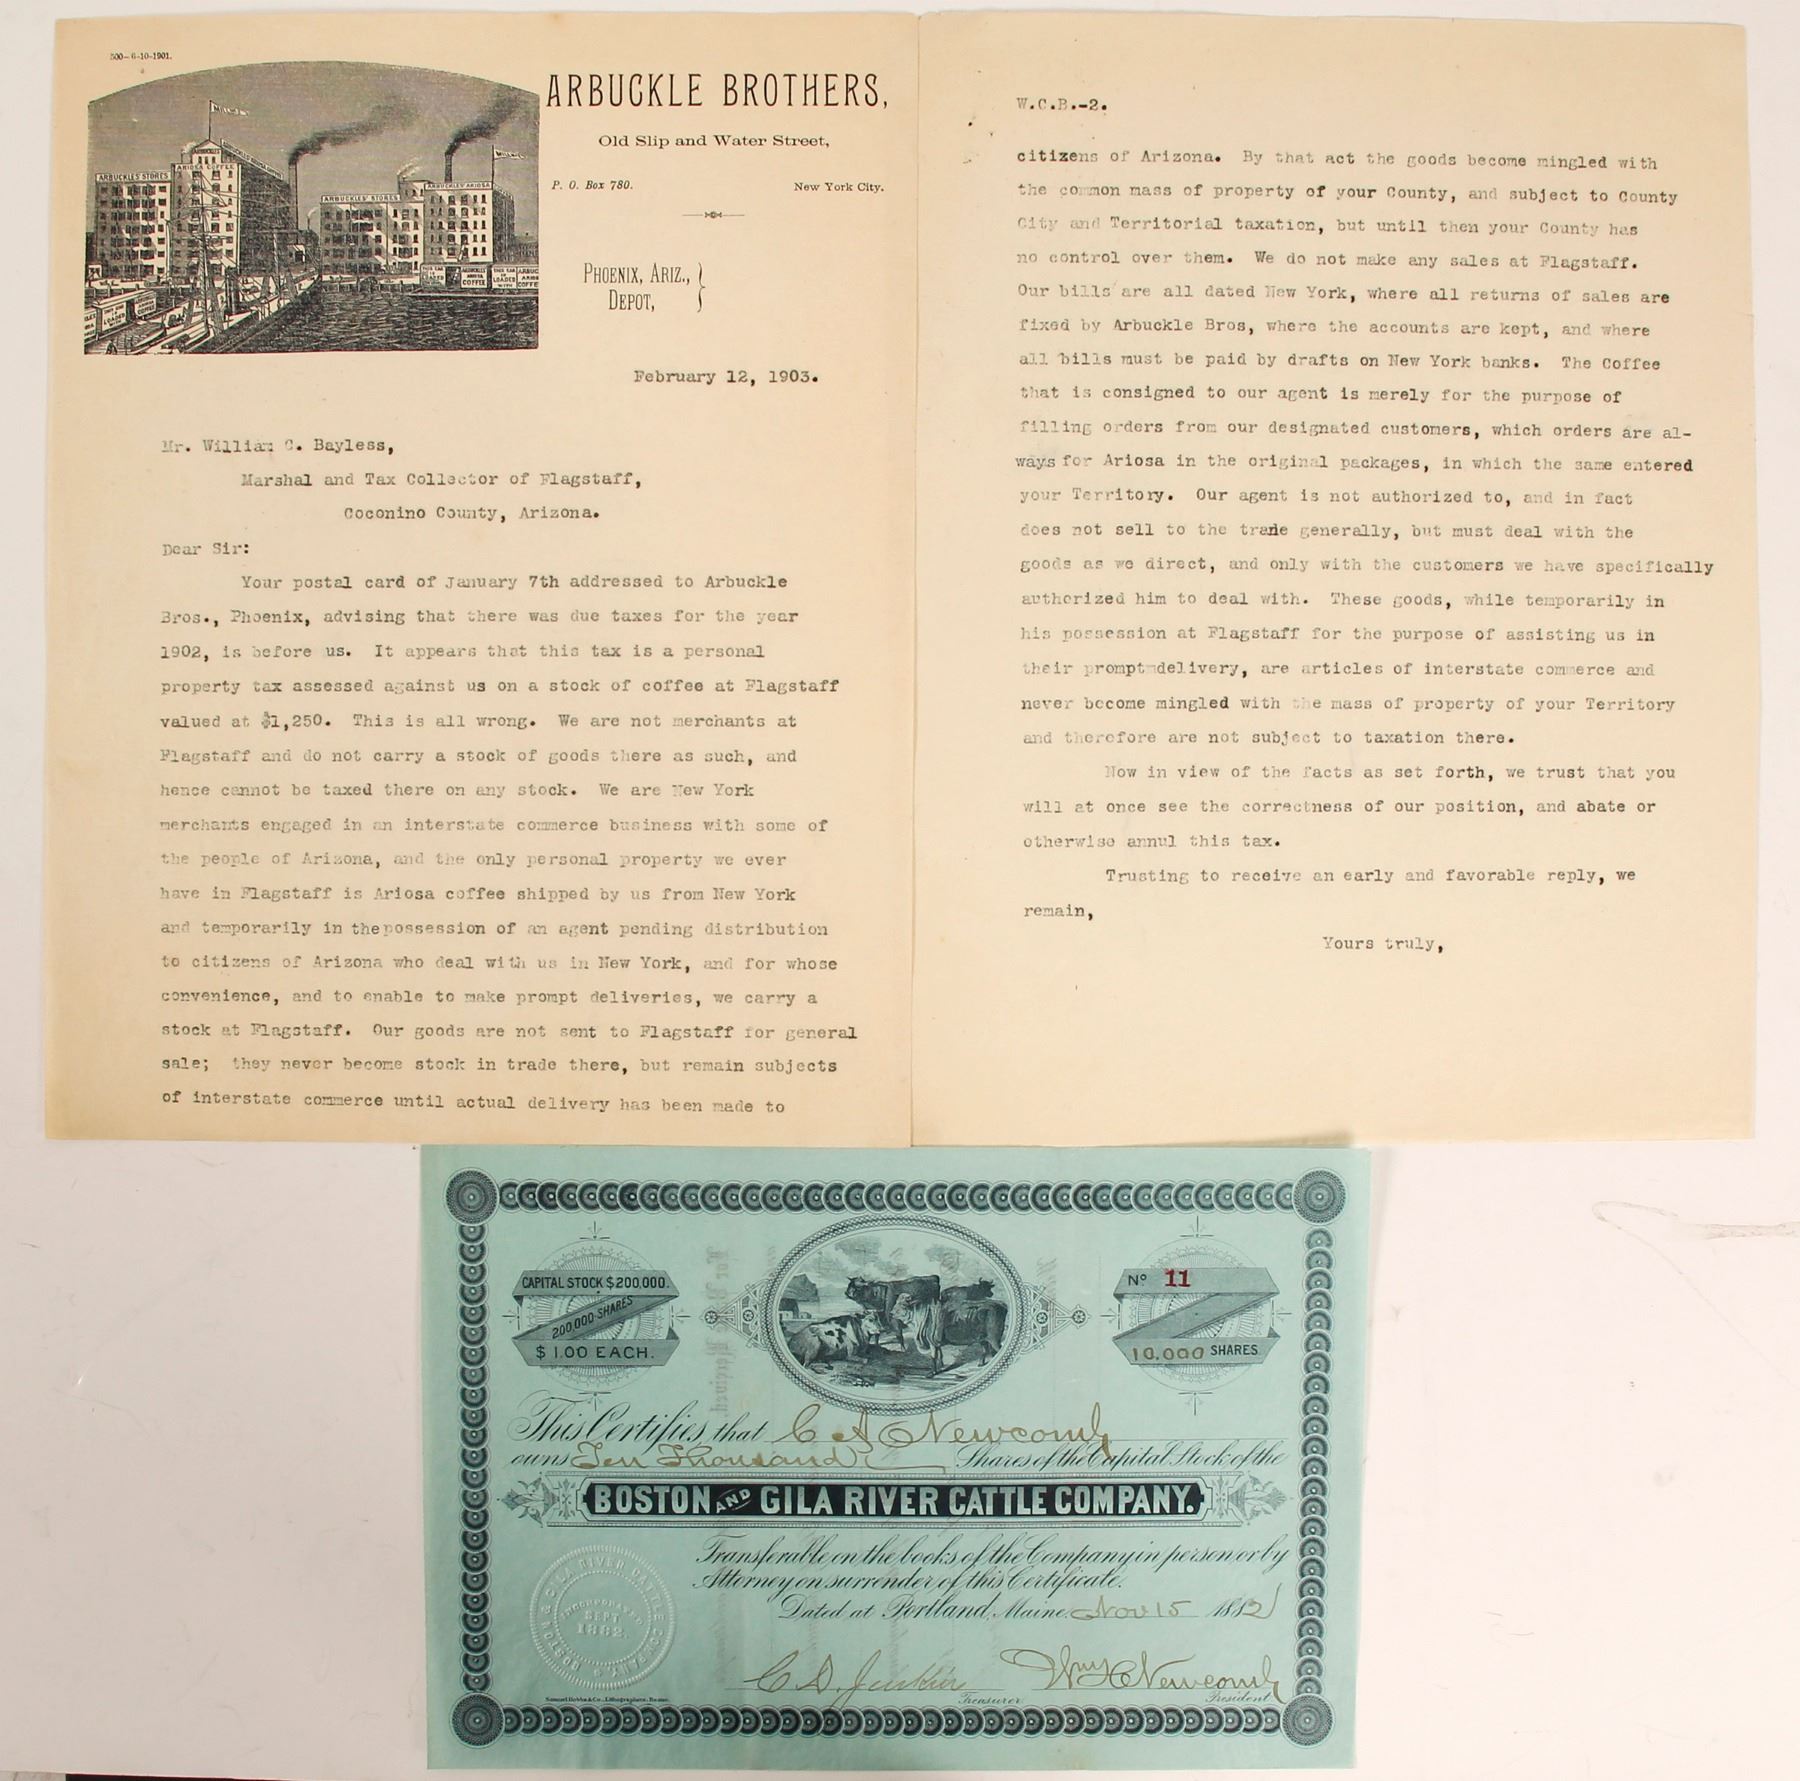 500-6-10-1901.
MILLS
ARBUCKLES
ARIOSA COFFEE
ARBUCKLES STORES
ARBUCKLES' STORES
ARBUCKLES' ARIOSA
ARBUCKLE BROTHERS,
Old Slip and Water Street,
P. O. Box 780. New York City.
PHOENIX, ARIZ.,
DEPOT,
February 12, 1903.
Mr. William C. Bayless,
Marshal and Tax Collector of Flagstaff,
Coconino County, Arizona.
Dear Sir:
Your postal card of January 7th addressed to Arbuckle
Bros., Phoenix, advising that there was due taxes for the year
1902, is before us. It appears that this tax is a personal
property tax assessed against us on a stock of coffee at Flagstaff
valued at $1,250. This is all wrong. We are not merchants at
Flagstaff and do not carry a stock of goods there as such, and
hence cannot be taxed there on any stock. We are New York
merchants engaged in an interstate commerce business with some of
the people of Arizona, and the only personal property we ever
have in Flagstaff is Ariosa coffee shipped by us from New York
and temporarily in thepossession of an agent pending distribution
to citizens of Arizona who deal with us in New York, and for whose
convenience, and to enable to make prompt deliveries, we carry a
stock at Flagstaff. Our goods are not sent to Flagstaff for general
sale; they never become stock in trade there, but remain subjects
of interstate commerce until actual delivery has been made to
W.C.B.-2.
citizens of Arizona. By that act the goods become mingled with
the common mass of property of your County, and subject to County
City and Territorial taxation, but until then your County has
no control over them. We do not make any sales at Flagstaff.
Our bills are all dated New York, where all returns of sales are
fixed by Arbuckle Bros, where the accounts are kept, and where
all bills must be paid by drafts on New York banks. The Coffee
that is consigned to our agent is merely for the purpose of
filling orders from our designated customers, which orders are al-
ways for Ariosa in the original packages, in which the same entered
your Territory. Our agent is not authorized to, and in fact
does not sell to the trade generally, but must deal with the
goods as we direct, and only with the customers we have specifically
authorized him to deal with. These goods, while temporarily in
his possession at Flagstaff for the purpose of assisting us in
their prompt delivery, are articles of interstate commerce and
never become mingled with the mass of property of your Territory
and therefore are not subject to taxation there.
Now in view of the facts as set forth, we trust that you
will at once see the correctness of our position, and abate or
otherwise annul this tax.
Trusting to receive an early and favorable reply, we
remain,
Yours truly,
CAPITAL STOCK $200,000.
200,000 SHARES
$1.00 EACH.
No 11
10,000 SHARES
This Certifies that C A Newcomb
owns Ten Thousand Shares of the Capital Stock of the
BOSTON AND GILA RIVER CATTLE COMPANY.
Transferable on the books of the Company in person or by
Attorney on surrender of this Certificate.
Dated at Portland, Maine. Nov 15 1882
BOSTON & GILA RIVER CATTLE COMPANY
INCORPORATED
SEPT
1882.
C. D. Jenkins Treasurer Wm H Newcomb President
Samuel Hobbs & Co., Lithographers, Boston.